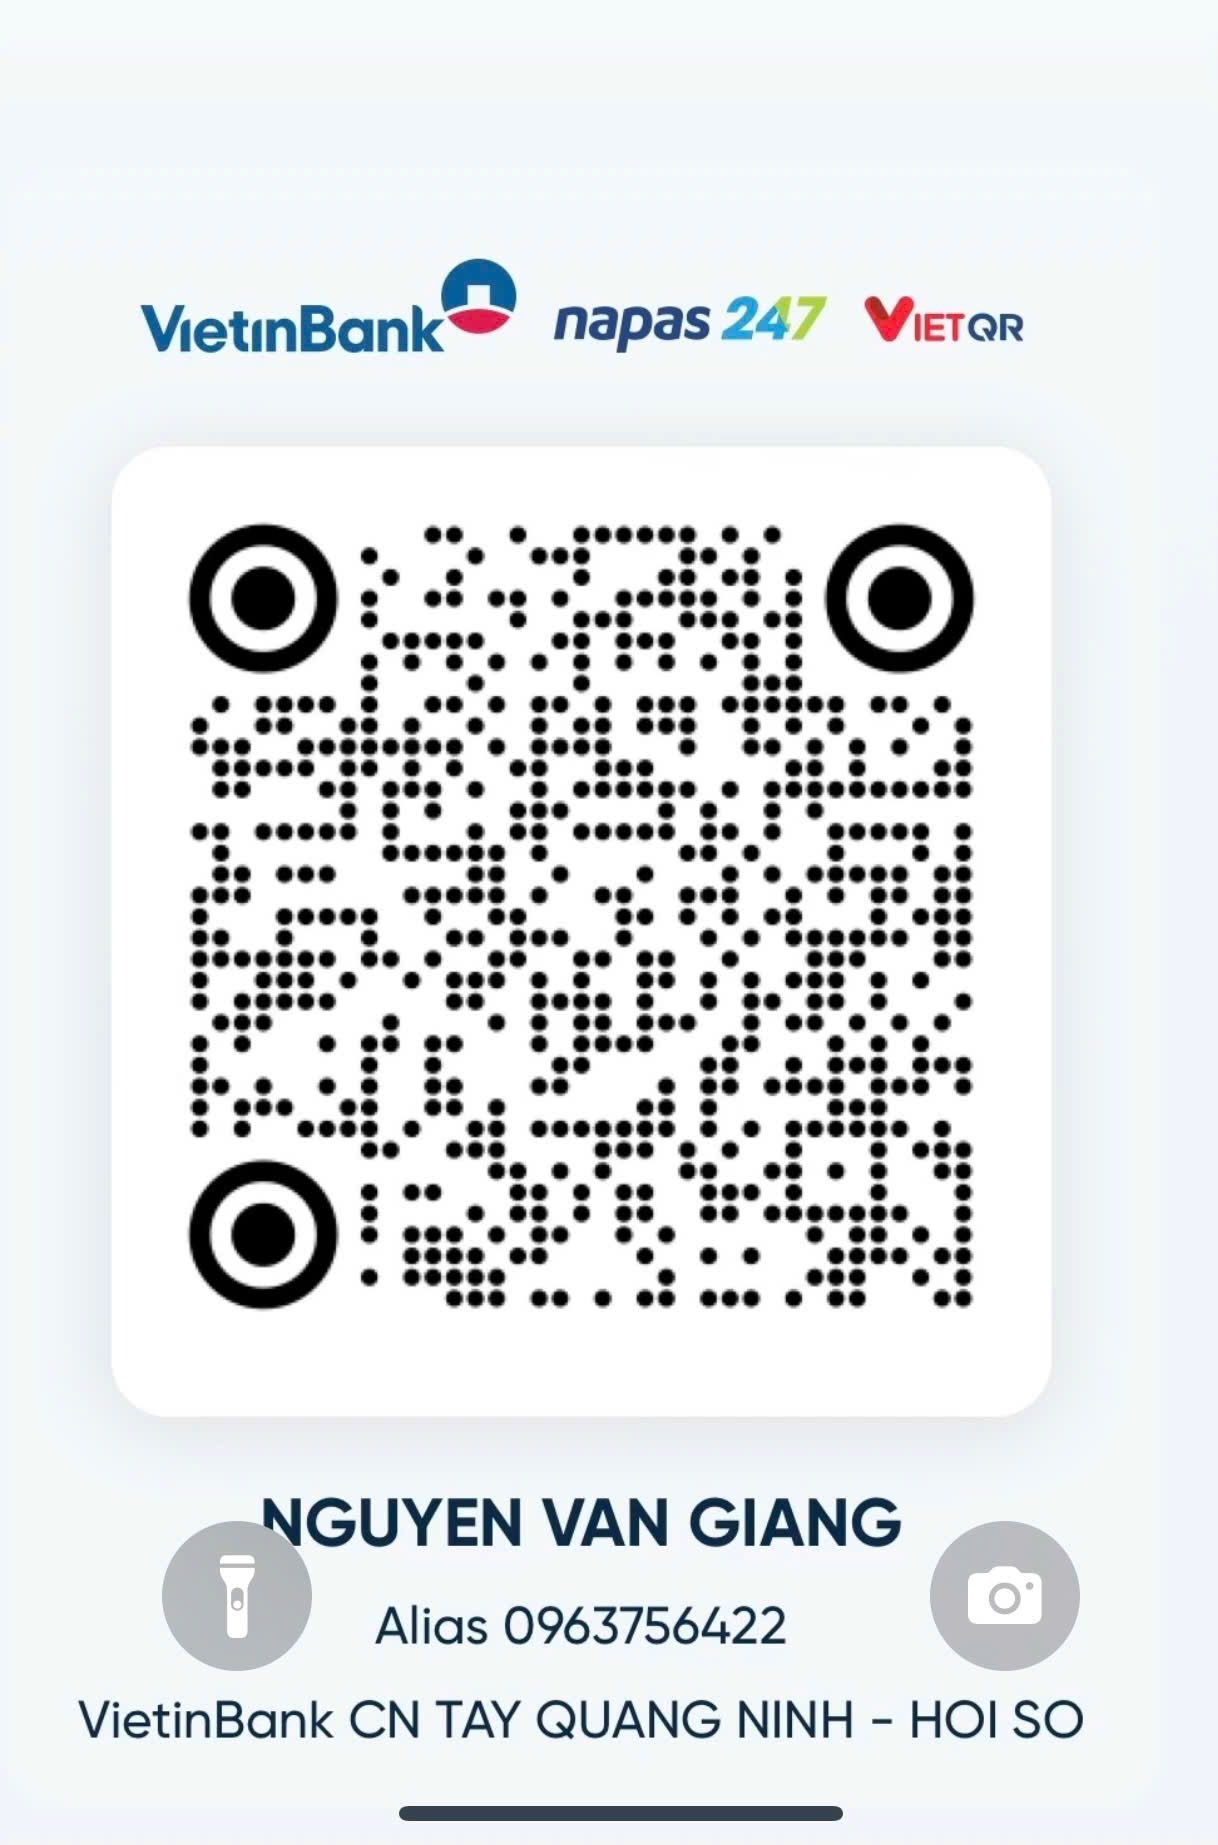 VietinBank napas 247 VIETQR
NGUYEN VAN GIANG
Alias 0963756422
VietinBank CN TAY QUANG NINH - HOI SO